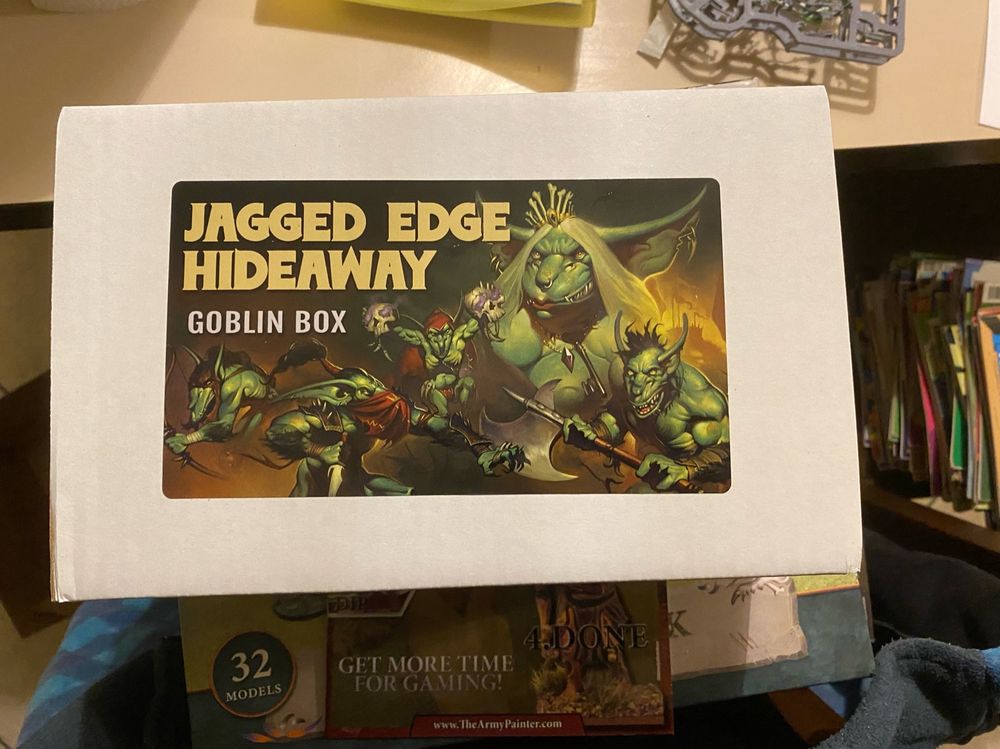 JAGGED EDGE
HIDEAWAY
GOBLIN BOX
32
MODELS
GET MORE TIME
FOR GAMING!
4.DONE
K
www.TheArmyPainter.com